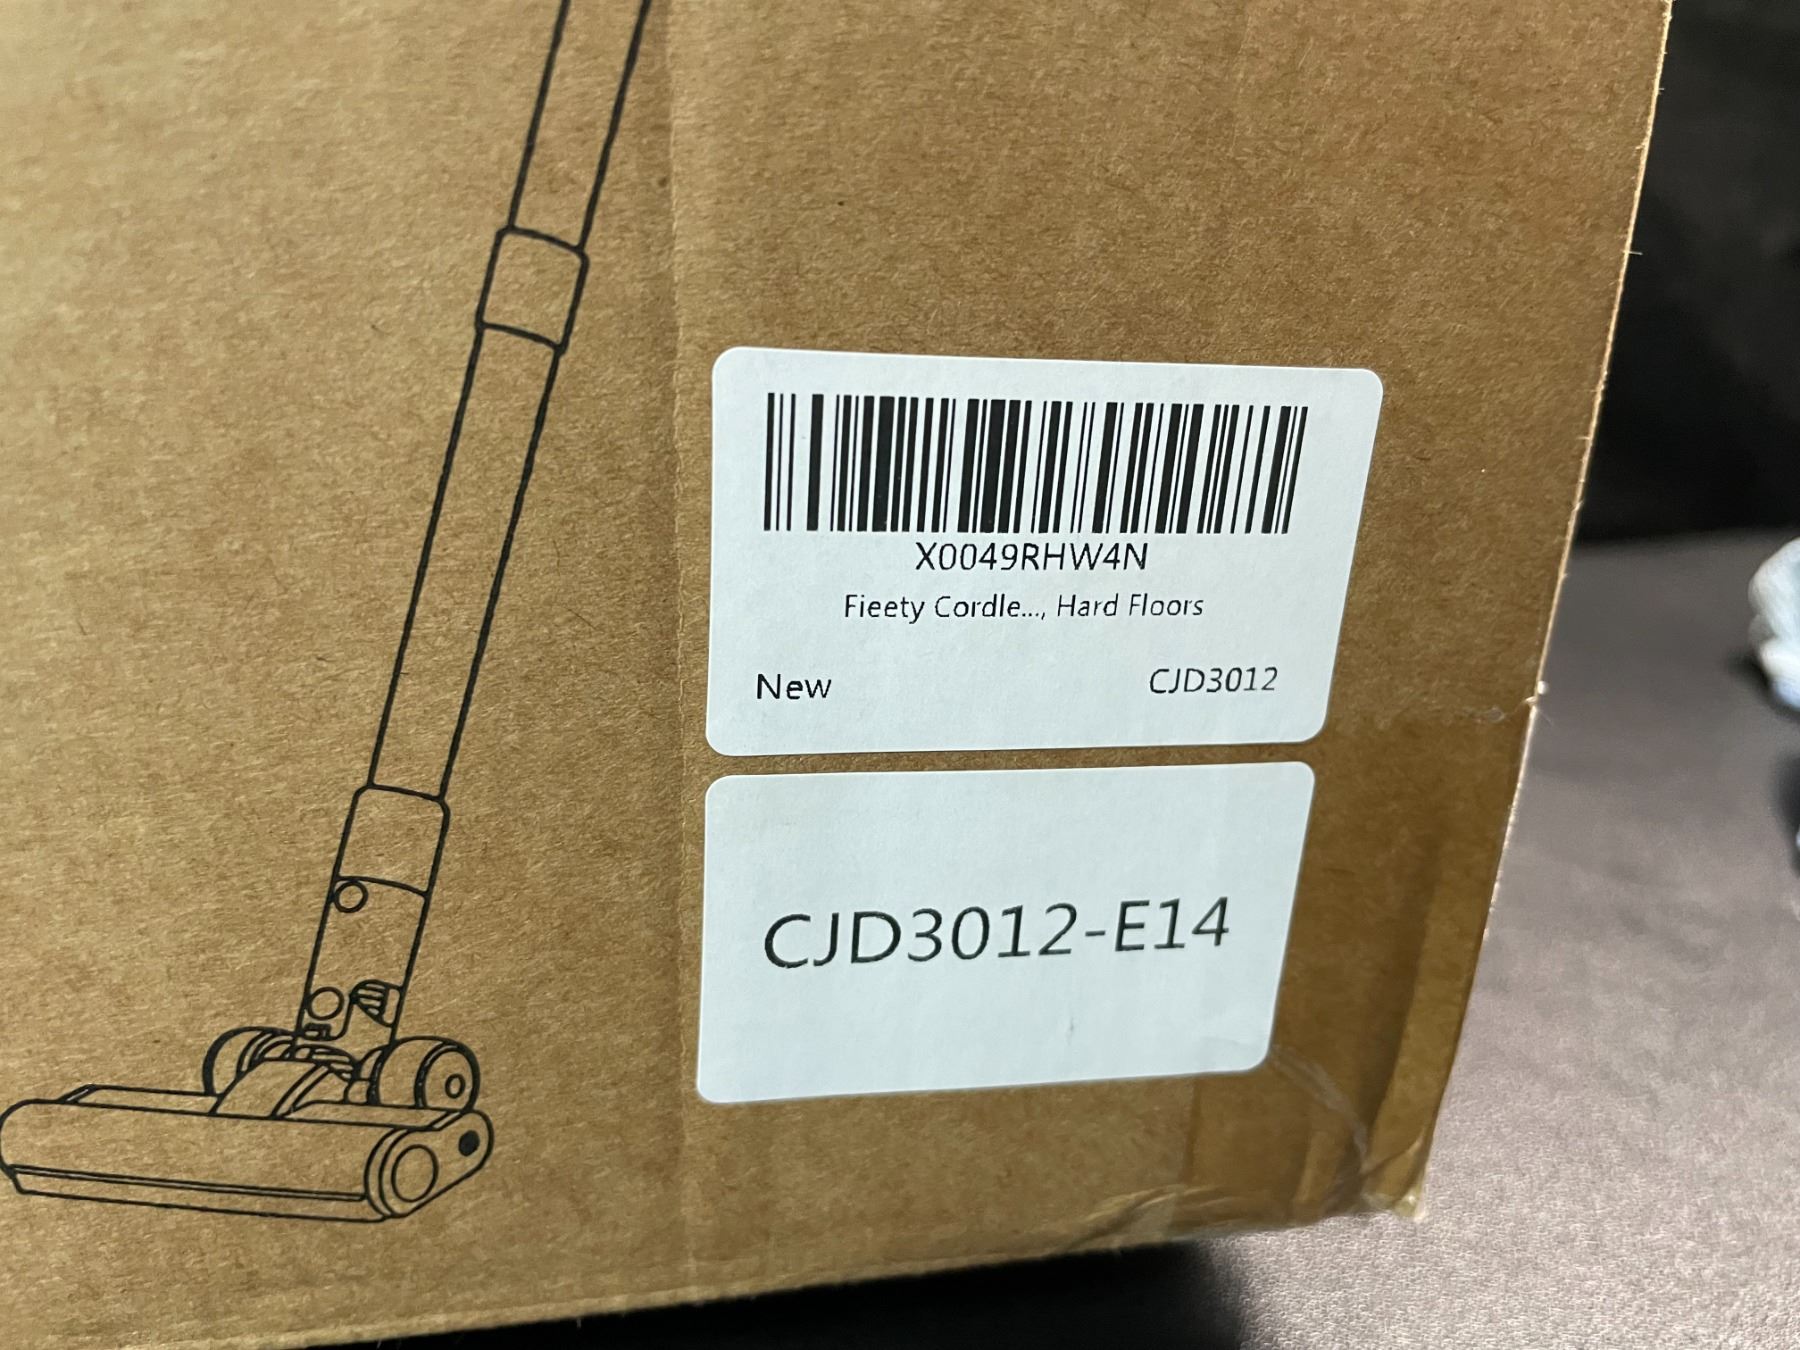 X0049RHW4N
Fieety Cordle..., Hard Floors
New CJD3012
CJD3012-E14